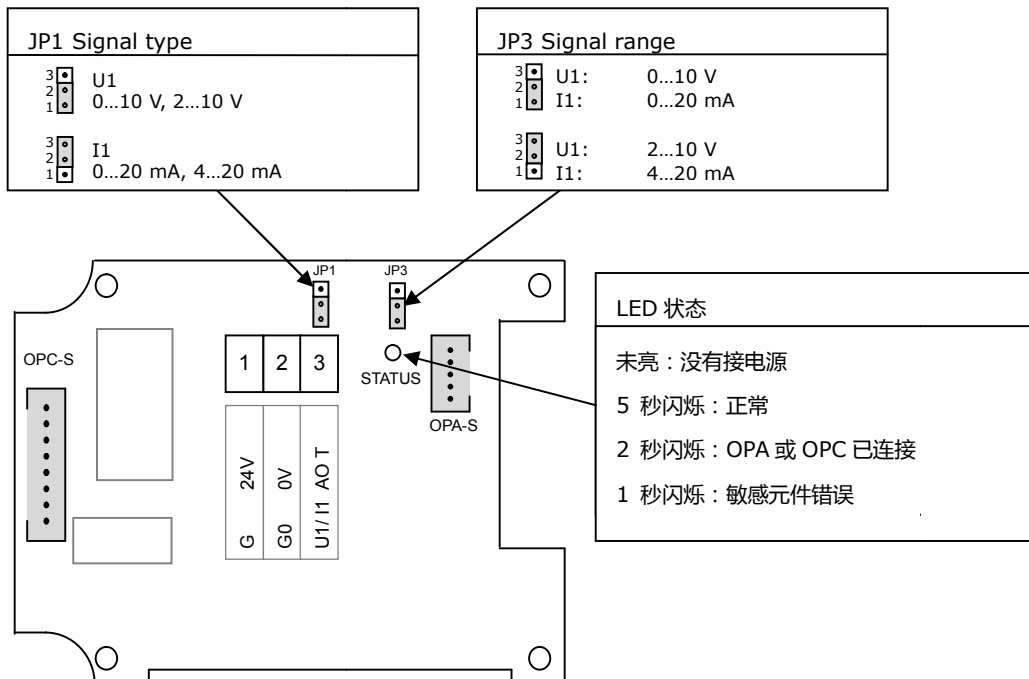 JP1 Signal type
3
2
1
U1
0...10 V, 2...10 V
3
2
1
I1
0...20 mA, 4...20 mA
JP3 Signal range
3
2
1
U1: 0...10 V
I1: 0...20 mA
3
2
1
U1: 2...10 V
I1: 4...20 mA
JP1
JP3
OPC-S
1 2 3
STATUS
OPA-S
G 24V
G0 0V
U1/ I1 AO T
LED 状态
未亮：没有接电源
5 秒闪烁：正常
2 秒闪烁：OPA 或 OPC 已连接
1 秒闪烁：敏感元件错误